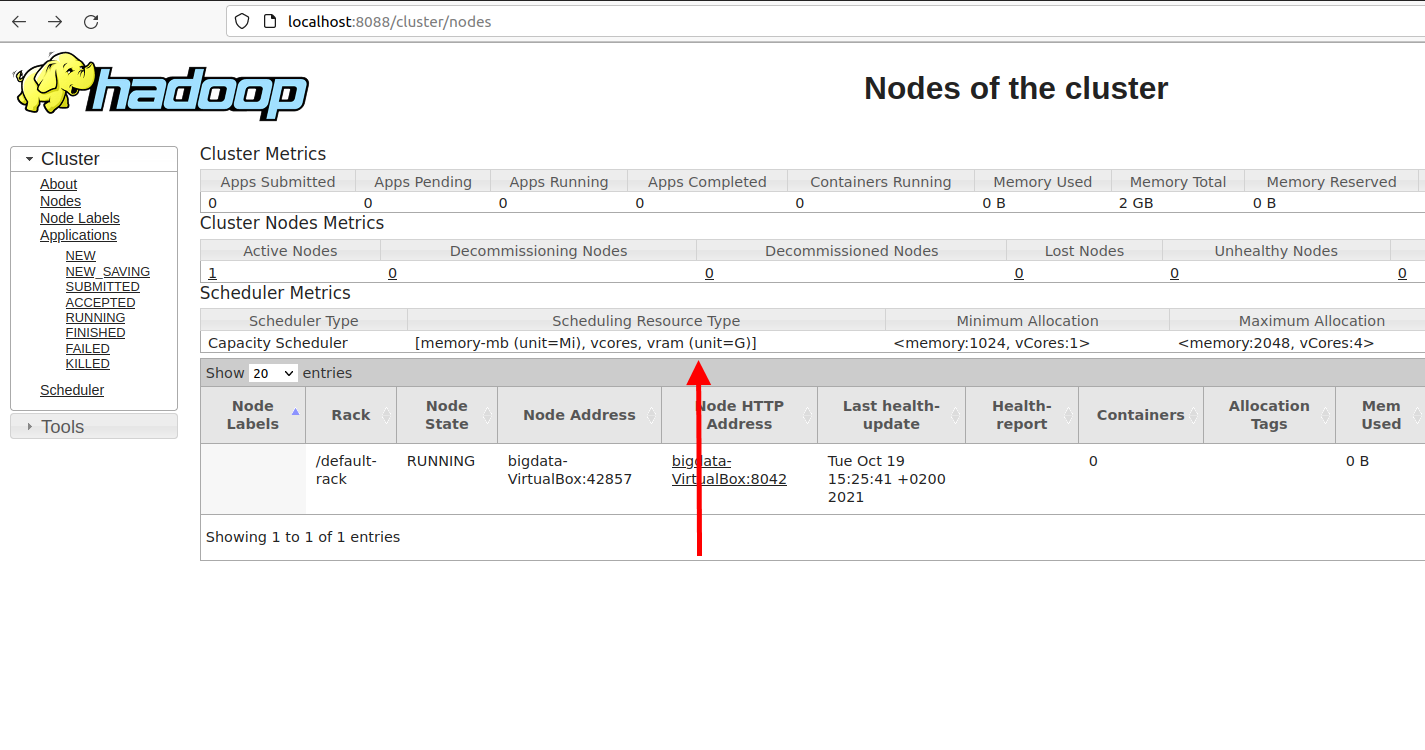 localhost:8088/cluster/nodes
hadoop
Nodes of the cluster
Cluster
About
Nodes
Node Labels
Applications
NEW
NEW_SAVING
SUBMITTED
ACCEPTED
RUNNING
FINISHED
FAILED
KILLED
Scheduler
Tools
Cluster Metrics
Apps Submitted Apps Pending Apps Running Apps Completed Containers Running Memory Used Memory Total Memory Reserved
0 0 0 0 0 0 B 2 GB 0 B
Cluster Nodes Metrics
Active Nodes Decommissioning Nodes Decommissioned Nodes Lost Nodes Unhealthy Nodes
1 0 0 0 0 0
Scheduler Metrics
Scheduler Type Scheduling Resource Type Minimum Allocation Maximum Allocation
Capacity Scheduler [memory-mb (unit=Mi), vcores, vram (unit=G)] <memory:1024, vCores:1> <memory:2048, vCores:4>
Show 20 entries
Node Labels Rack Node State Node Address Node HTTP Address Last health-update Health-report Containers Allocation Tags Mem Used
/default-rack RUNNING bigdata-VirtualBox:42857 bigdata-VirtualBox:8042 Tue Oct 19 15:25:41 +0200 2021 0 0 B
Showing 1 to 1 of 1 entries